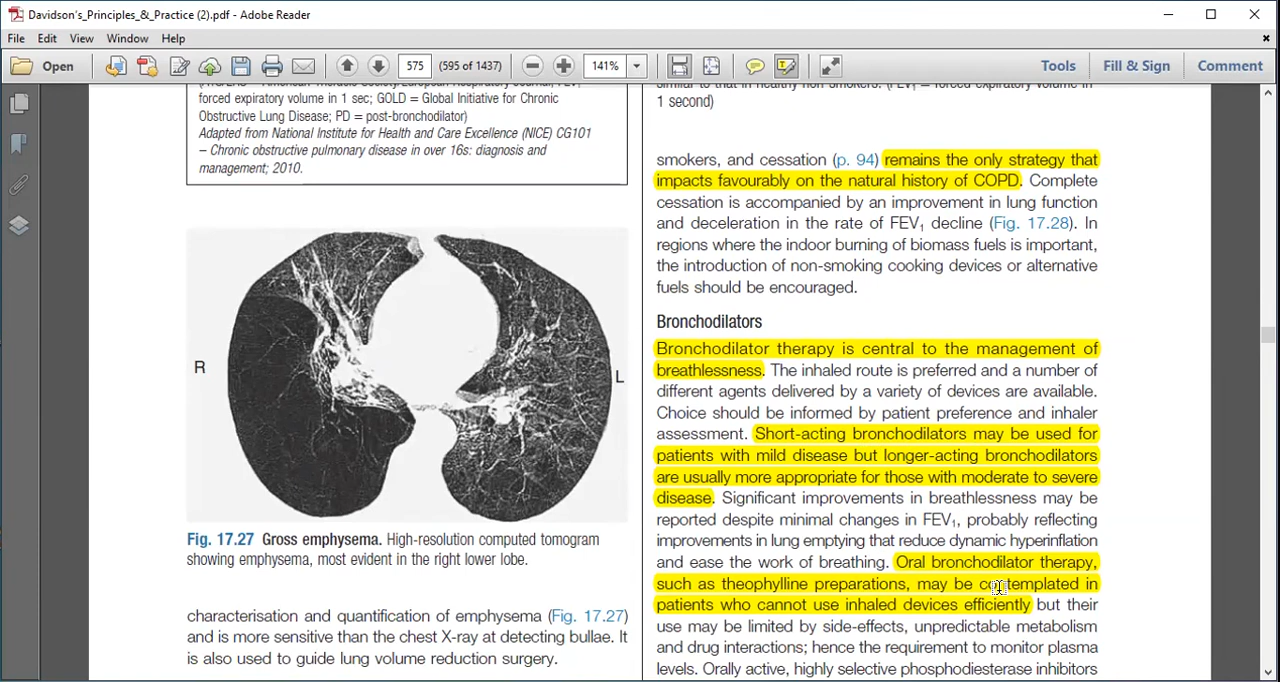 Davidson's_Principles_&_Practice (2).pdf - Adobe Reader
File Edit View Window Help
Open
575 (595 of 1437) 141%
Tools Fill & Sign Comment
forced expiratory volume in 1 sec; GOLD = Global Initiative for Chronic
Obstructive Lung Disease; PD = post-bronchodilator)
Adapted from National Institute for Health and Care Excellence (NICE) CG101
– Chronic obstructive pulmonary disease in over 16s: diagnosis and
management; 2010.
R
L
Fig. 17.27 Gross emphysema. High-resolution computed tomogram
showing emphysema, most evident in the right lower lobe.
characterisation and quantification of emphysema (Fig. 17.27)
and is more sensitive than the chest X-ray at detecting bullae. It
is also used to guide lung volume reduction surgery.
similar to that in healthy non-smokers. (FEV₁ = forced expiratory volume in
1 second)
smokers, and cessation (p. 94) remains the only strategy that
impacts favourably on the natural history of COPD. Complete
cessation is accompanied by an improvement in lung function
and deceleration in the rate of FEV₁ decline (Fig. 17.28). In
regions where the indoor burning of biomass fuels is important,
the introduction of non-smoking cooking devices or alternative
fuels should be encouraged.
Bronchodilators
Bronchodilator therapy is central to the management of
breathlessness. The inhaled route is preferred and a number of
different agents delivered by a variety of devices are available.
Choice should be informed by patient preference and inhaler
assessment. Short-acting bronchodilators may be used for
patients with mild disease but longer-acting bronchodilators
are usually more appropriate for those with moderate to severe
disease. Significant improvements in breathlessness may be
reported despite minimal changes in FEV₁, probably reflecting
improvements in lung emptying that reduce dynamic hyperinflation
and ease the work of breathing. Oral bronchodilator therapy,
such as theophylline preparations, may be contemplated in
patients who cannot use inhaled devices efficiently but their
use may be limited by side-effects, unpredictable metabolism
and drug interactions; hence the requirement to monitor plasma
levels. Orally active, highly selective phosphodiesterase inhibitors